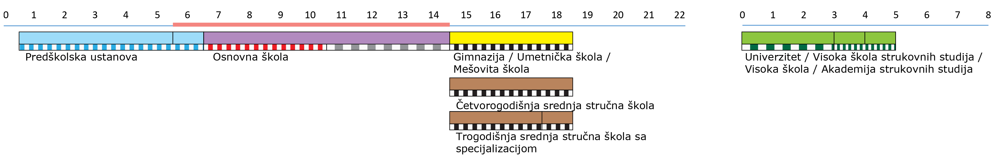 0 1 2 3 4 5 6 7 8 9 10 11 12 13 14 15 16 17 18 19 20 21 22
0 1 2 3 4 5 6 7 8
Predškolska ustanova
Osnovna škola
Gimnazija / Umetnička škola /
Mešovita škola
Četvorogodišnja srednja stručna škola
Trogodišnja srednja stručna škola sa
specijalizacijom
Univerzitet / Visoka škola strukovnih studija /
Visoka škola / Akademija strukovnih studija